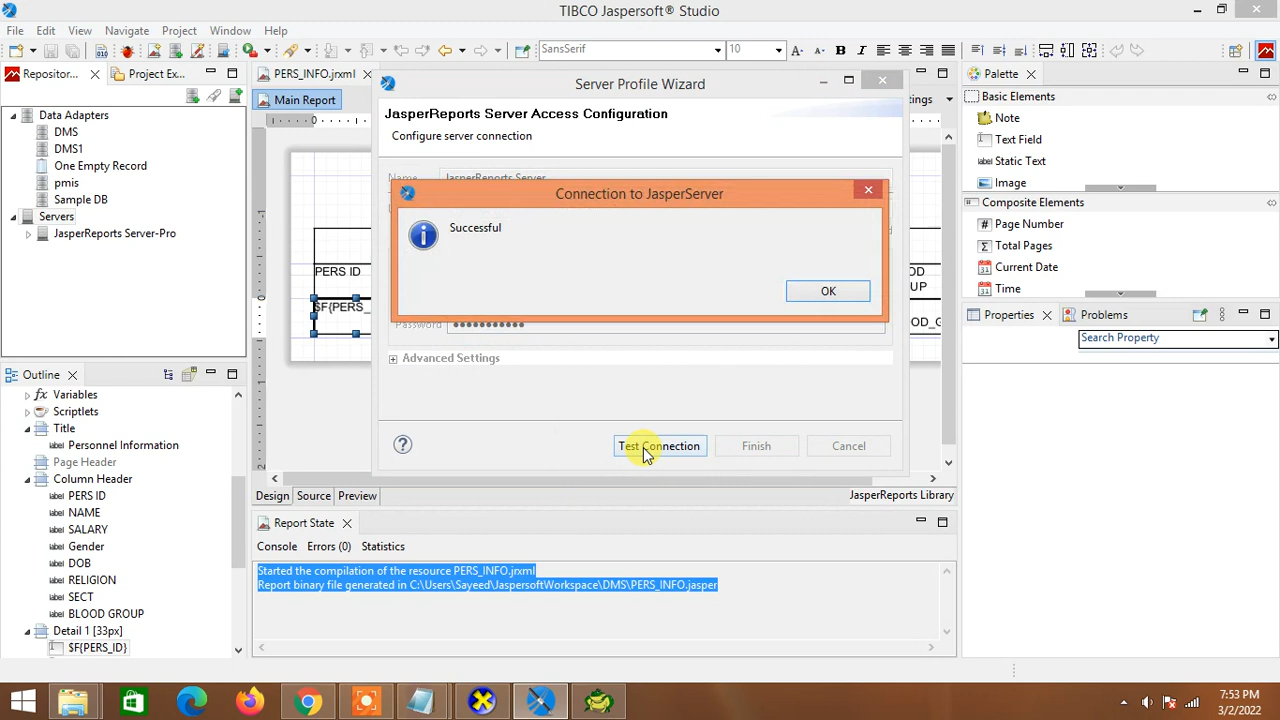 TIBCO Jaspersoft® Studio
File Edit View Navigate Project Window Help
SansSerif 10
Repositor... Project Ex...
PERS_INFO.jrxml
Main Report
Data Adapters
DMS
DMS1
One Empty Record
pmis
Sample DB
Servers
JasperReports Server-Pro
Server Profile Wizard
JasperReports Server Access Configuration
Configure server connection
Name JasperReports Server
Connection to JasperServer
Successful
OK
Password
Advanced Settings
Test Connection Finish Cancel
PERS ID
$F{PERS_
Palette
Basic Elements
Note
Text Field
Static Text
Image
Composite Elements
Page Number
Total Pages
Current Date
Time
Properties Problems
Search Property
Outline
Variables
Scriptlets
Title
Personnel Information
Page Header
Column Header
PERS ID
NAME
SALARY
Gender
DOB
RELIGION
SECT
BLOOD GROUP
Detail 1 [33px]
$F{PERS_ID}
Design Source Preview
JasperReports Library
Report State
Console Errors (0) Statistics
Started the compilation of the resource PERS_INFO.jrxml
Report binary file generated in C:\Users\Sayeed\JaspersoftWorkspace\DMS\PERS_INFO.jasper
7:53 PM
3/2/2022